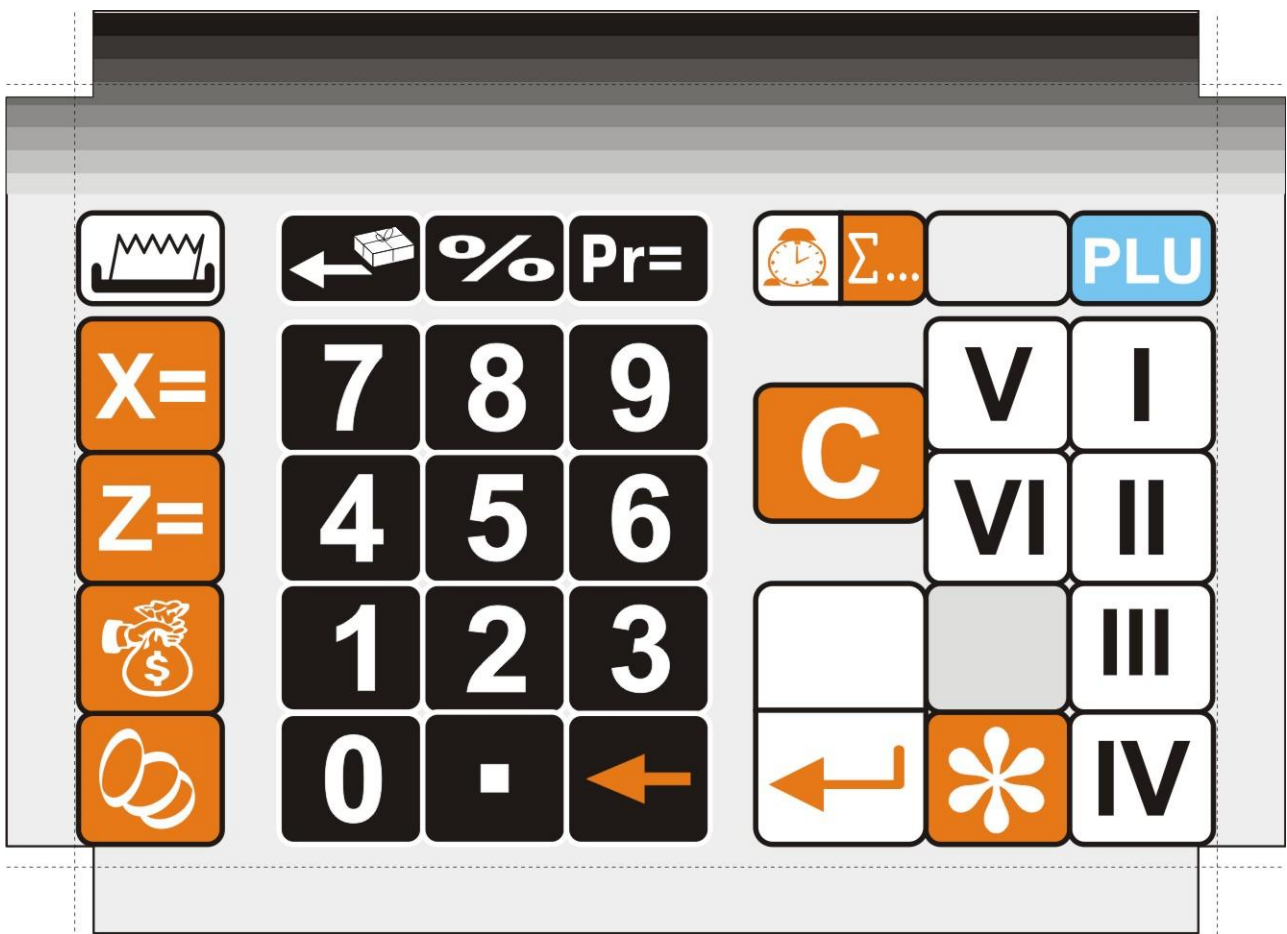 % Pr= Σ... PLU
X= 7 8 9 C V I
Z= 4 5 6 VI II
$ 1 2 3 III
0 . * IV